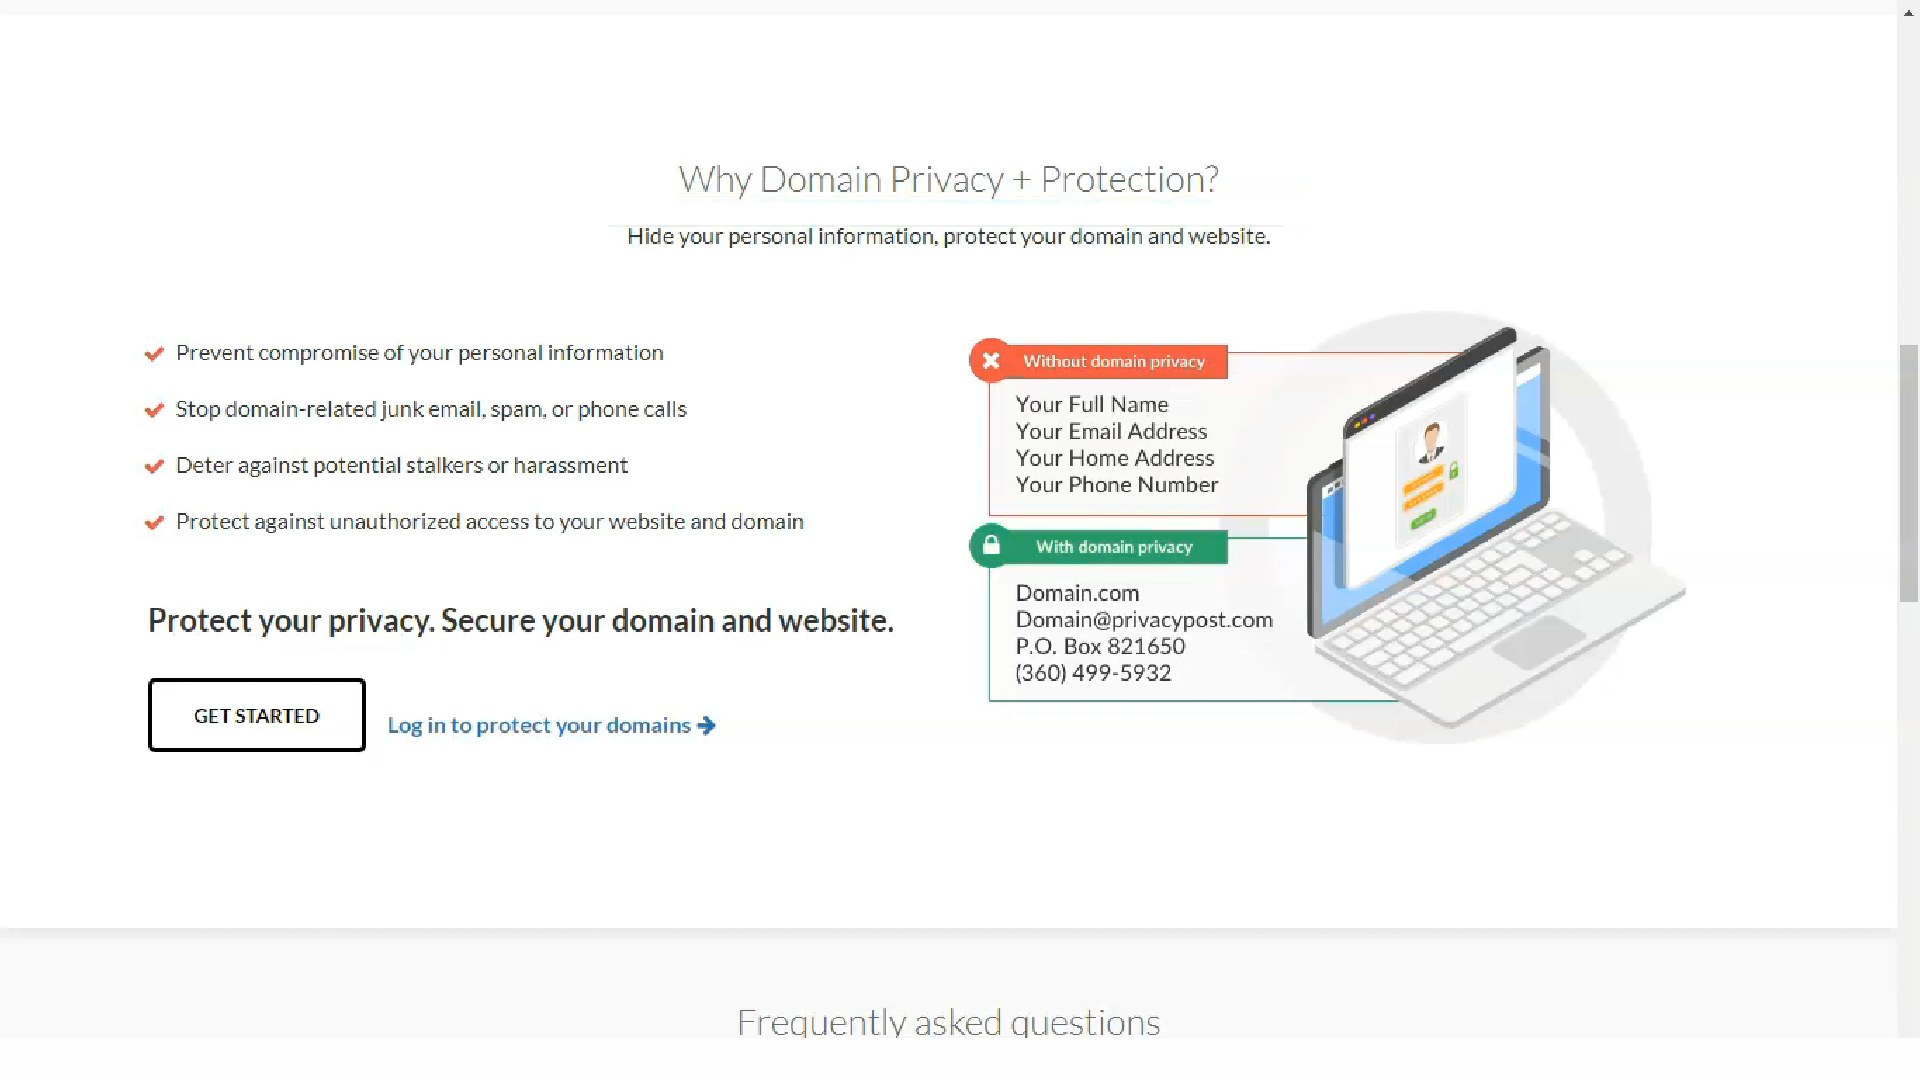 Why Domain Privacy + Protection?
Hide your personal information, protect your domain and website.
Prevent compromise of your personal information
Stop domain-related junk email, spam, or phone calls
Deter against potential stalkers or harassment
Protect against unauthorized access to your website and domain
Protect your privacy. Secure your domain and website.
GET STARTED
Log in to protect your domains
Without domain privacy
Your Full Name
Your Email Address
Your Home Address
Your Phone Number
With domain privacy
Domain.com
Domain@privacypost.com
P.O. Box 821650
(360) 499-5932
Frequently asked questions